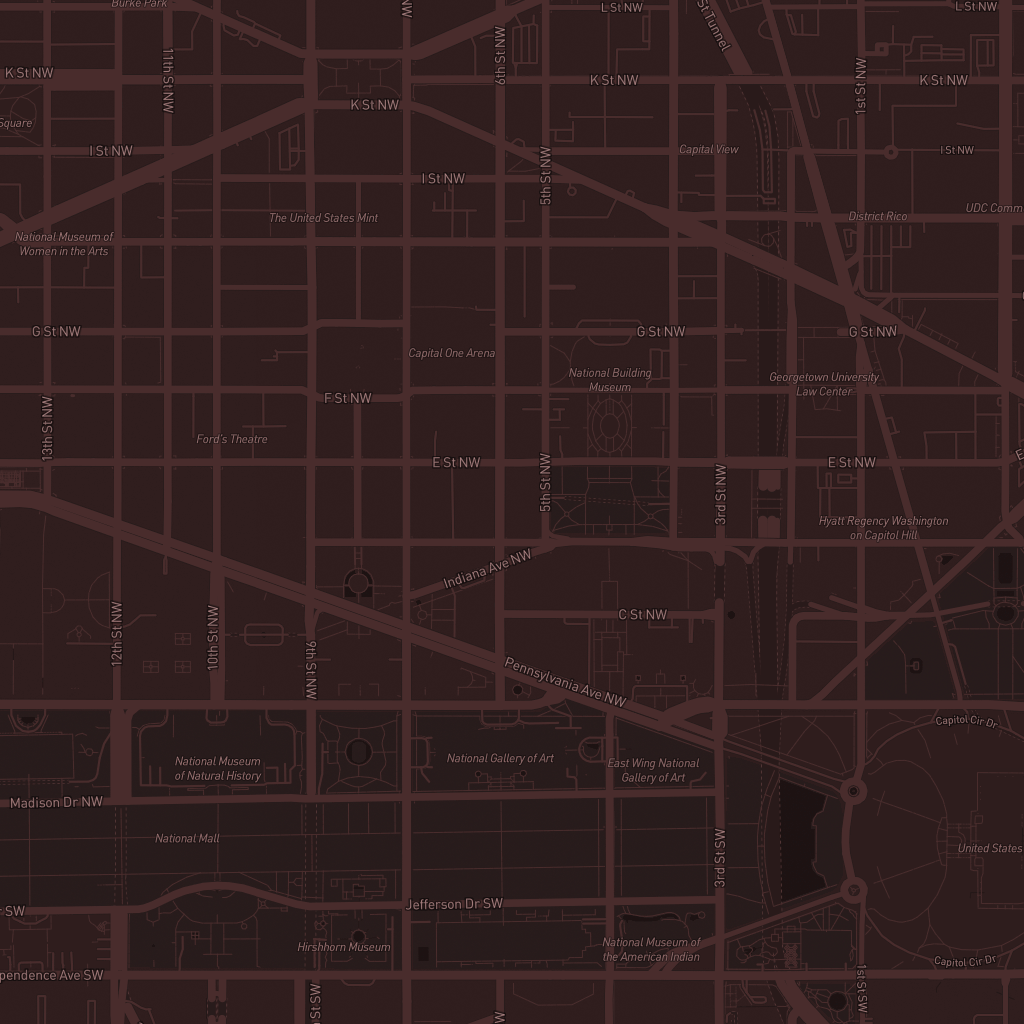 Burke Park
L St NW
L St NW
St Tunnel
NW
6th St NW
11th St NW
K St NW
K St NW
K St NW
1st St NW
K St NW
Square
I St NW
Capital View
I St NW
I St NW
5th St NW
The United States Mint
District Rico
UDC Comm
National Museum of
Women in the Arts
G St NW
G St NW
G St NW
Capital One Arena
National Building
Museum
Georgetown University
Law Center
F St NW
13th St NW
Ford's Theatre
E St NW
E St NW
E
5th St NW
3rd St NW
Hyatt Regency Washington
on Capitol Hill
Indiana Ave NW
C St NW
12th St NW
10th St NW
9th St NW
Pennsylvania Ave NW
Capitol Cir Dr
National Museum
of Natural History
National Gallery of Art
East Wing National
Gallery of Art
Madison Dr NW
National Mall
3rd St SW
United States
Jefferson Dr SW
r SW
Hirshhorn Museum
National Museum of
the American Indian
Capitol Cir Dr
pendence Ave SW
1st St SW
St SW
W